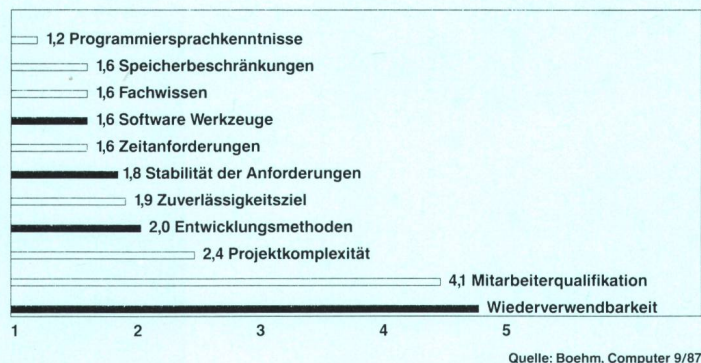 1,2 Programmiersprachkenntnisse
1,6 Speicherbeschränkungen
1,6 Fachwissen
1,6 Software Werkzeuge
1,6 Zeitanforderungen
1,8 Stabilität der Anforderungen
1,9 Zuverlässigkeitsziel
2,0 Entwicklungsmethoden
2,4 Projektkomplexität
4,1 Mitarbeiterqualifikation
Wiederverwendbarkeit
1 2 3 4 5
Quelle: Boehm, Computer 9/87